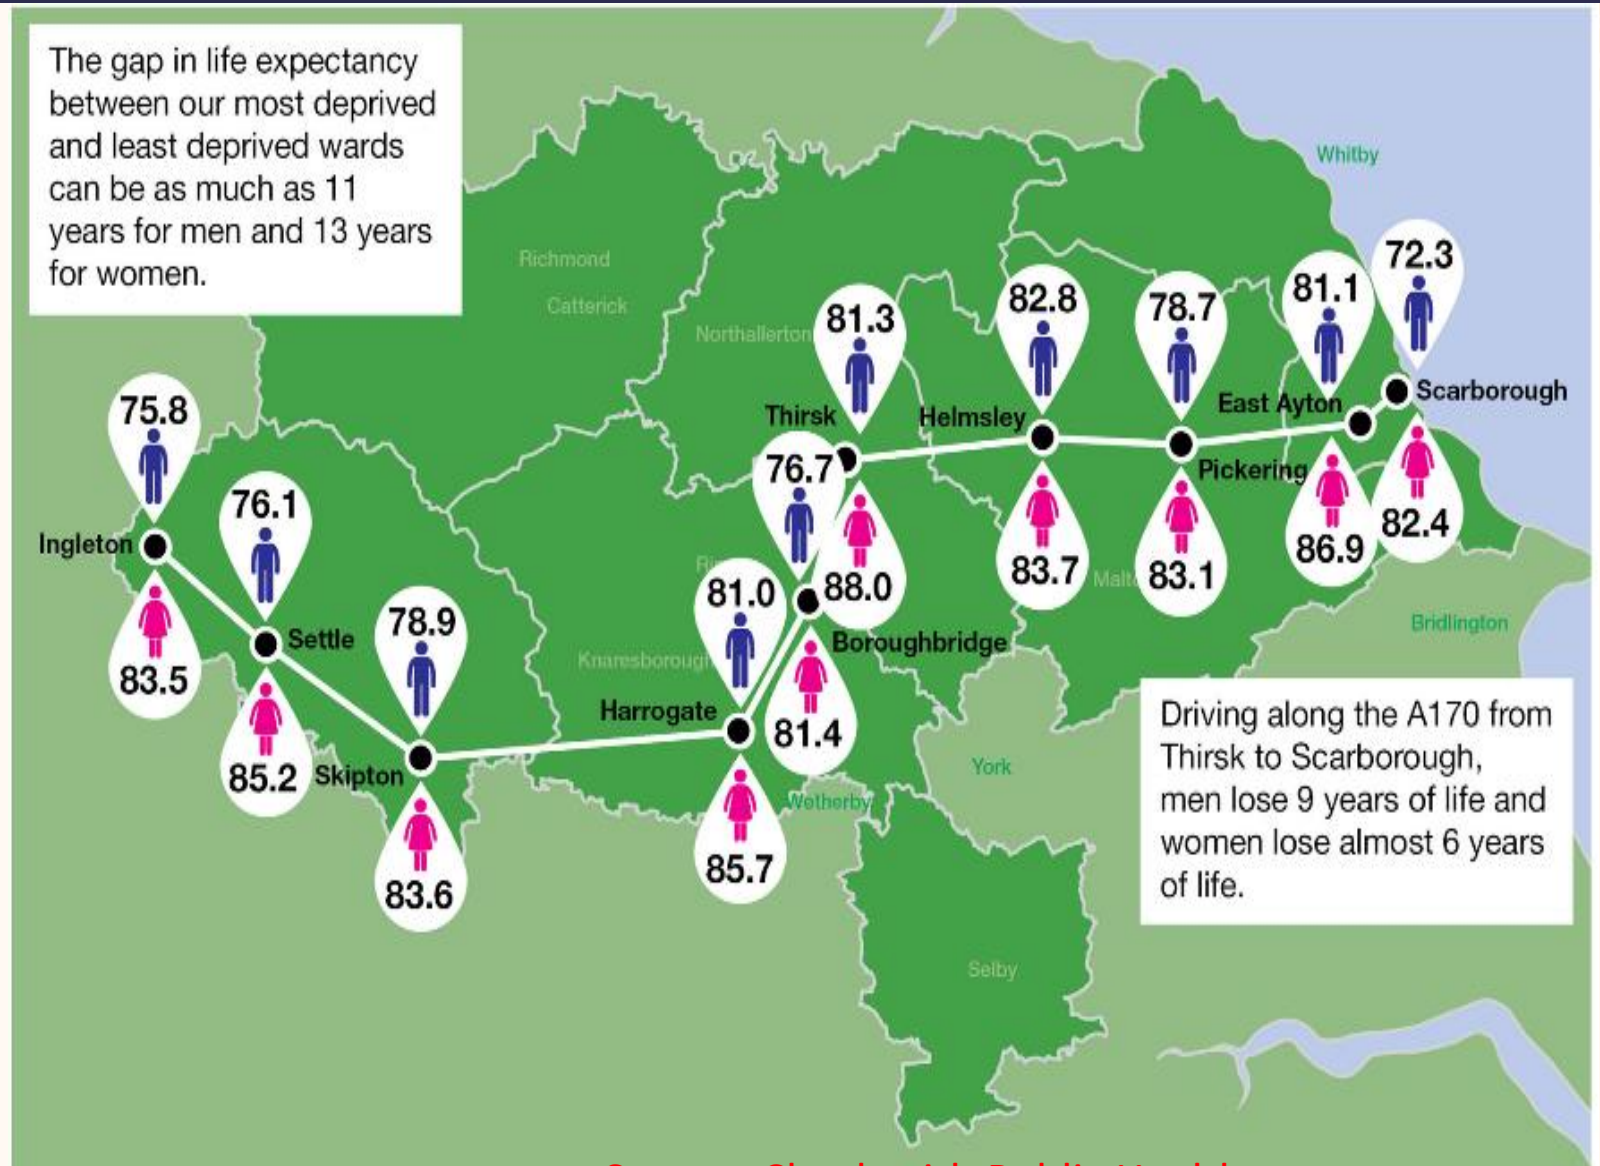 The gap in life expectancy
between our most deprived
and least deprived wards
can be as much as 11
years for men and 13 years
for women.
Whitby
Richmond
Catterick
Northallerton
72.3
81.1
82.8
78.7
81.3
Scarborough
East Ayton
Helmsley
Thirsk
Pickering
75.8
76.7
76.1
82.4
86.9
83.7
83.1
88.0
Ingleton
81.0
78.9
Settle
Boroughbridge
Bridlington
83.5
Harrogate
81.4
85.2
Skipton
York
Wetherby
85.7
83.6
Driving along the A170 from
Thirsk to Scarborough,
men lose 9 years of life and
women lose almost 6 years
of life.
Selby